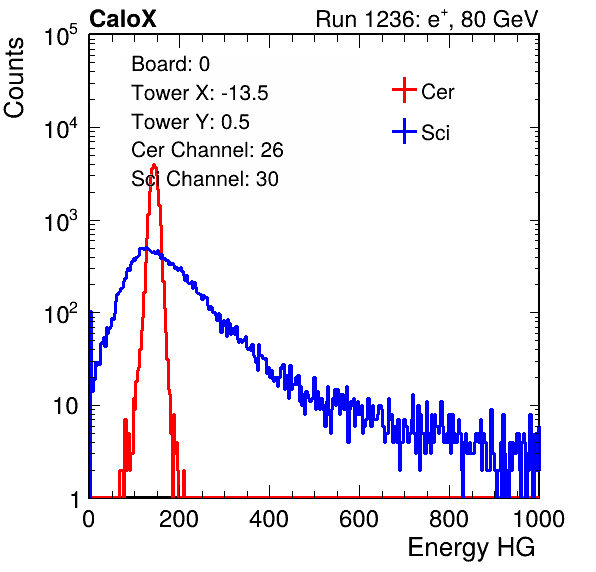 CaloX Run 1236: e⁺, 80 GeV
Counts
10⁵
10⁴
10³
10²
10
1
Board: 0
Tower X: -13.5
Tower Y: 0.5
Cer Channel: 26
Sci Channel: 30
Cer
Sci
0 200 400 600 800 1000
Energy HG